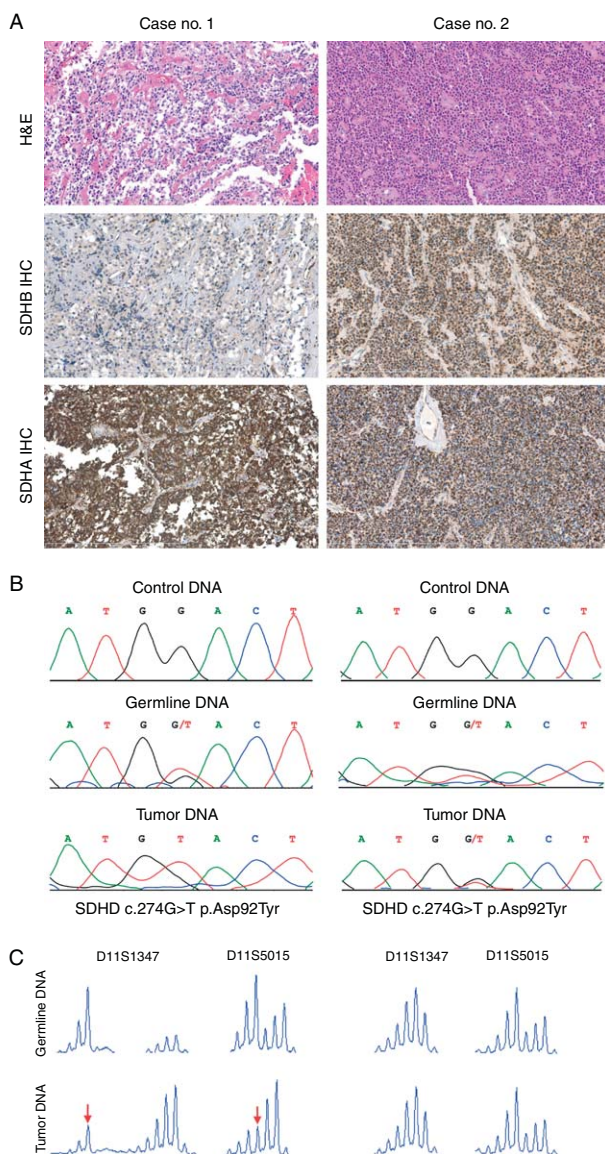 A
Case no. 1 Case no. 2
H&E
SDHB IHC
SDHA IHC
B
Control DNA Control DNA
A T G G A C T A T G G A C T
Germline DNA Germline DNA
A T G G/T A C T A T G G/T A C T
Tumor DNA Tumor DNA
A T G T A C T A T G G/T A C T
SDHD c.274G>T p.Asp92Tyr SDHD c.274G>T p.Asp92Tyr
C
D11S1347 D11S5015 D11S1347 D11S5015
Germline DNA
Tumor DNA